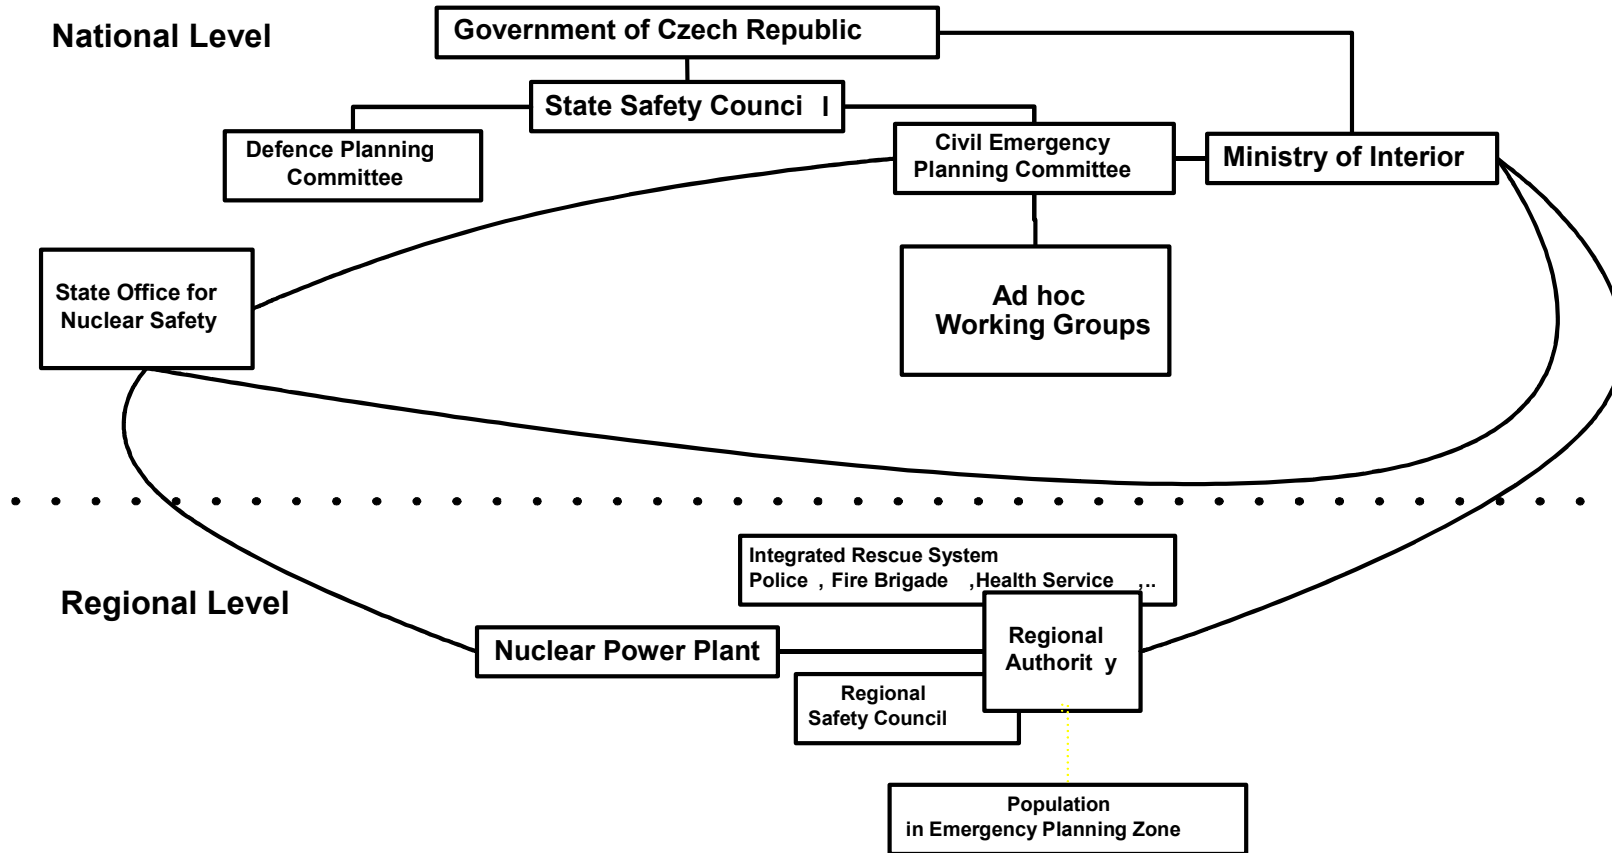 National Level
Government of Czech Republic
State Safety Counci l
Defence Planning
Committee
Civil Emergency
Planning Committee
Ministry of Interior
State Office for
Nuclear Safety
Ad hoc
Working Groups
Integrated Rescue System
Police , Fire Brigade ,Health Service ,..
Regional Level
Nuclear Power Plant
Regional
Authorit y
Regional
Safety Council
Population
in Emergency Planning Zone